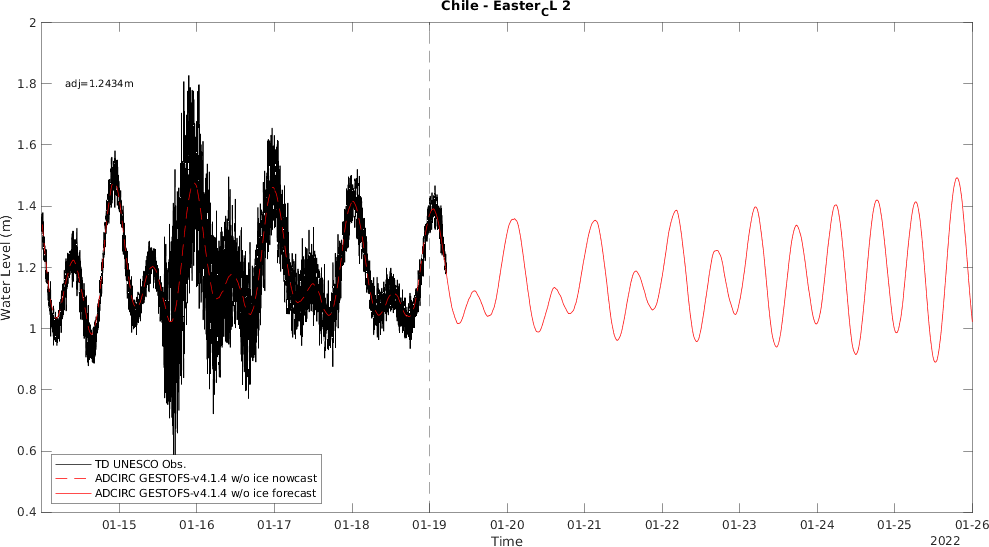 Chile - Easter_CL 2
adj=1.2434m
2
1.8
1.6
1.4
1.2
1
0.8
0.6
0.4
Water Level (m)
TD UNESCO Obs.
ADCIRC GESTOFS-v4.1.4 w/o ice nowcast
ADCIRC GESTOFS-v4.1.4 w/o ice forecast
01-15 01-16 01-17 01-18 01-19 01-20 01-21 01-22 01-23 01-24 01-25 01-26
Time
2022